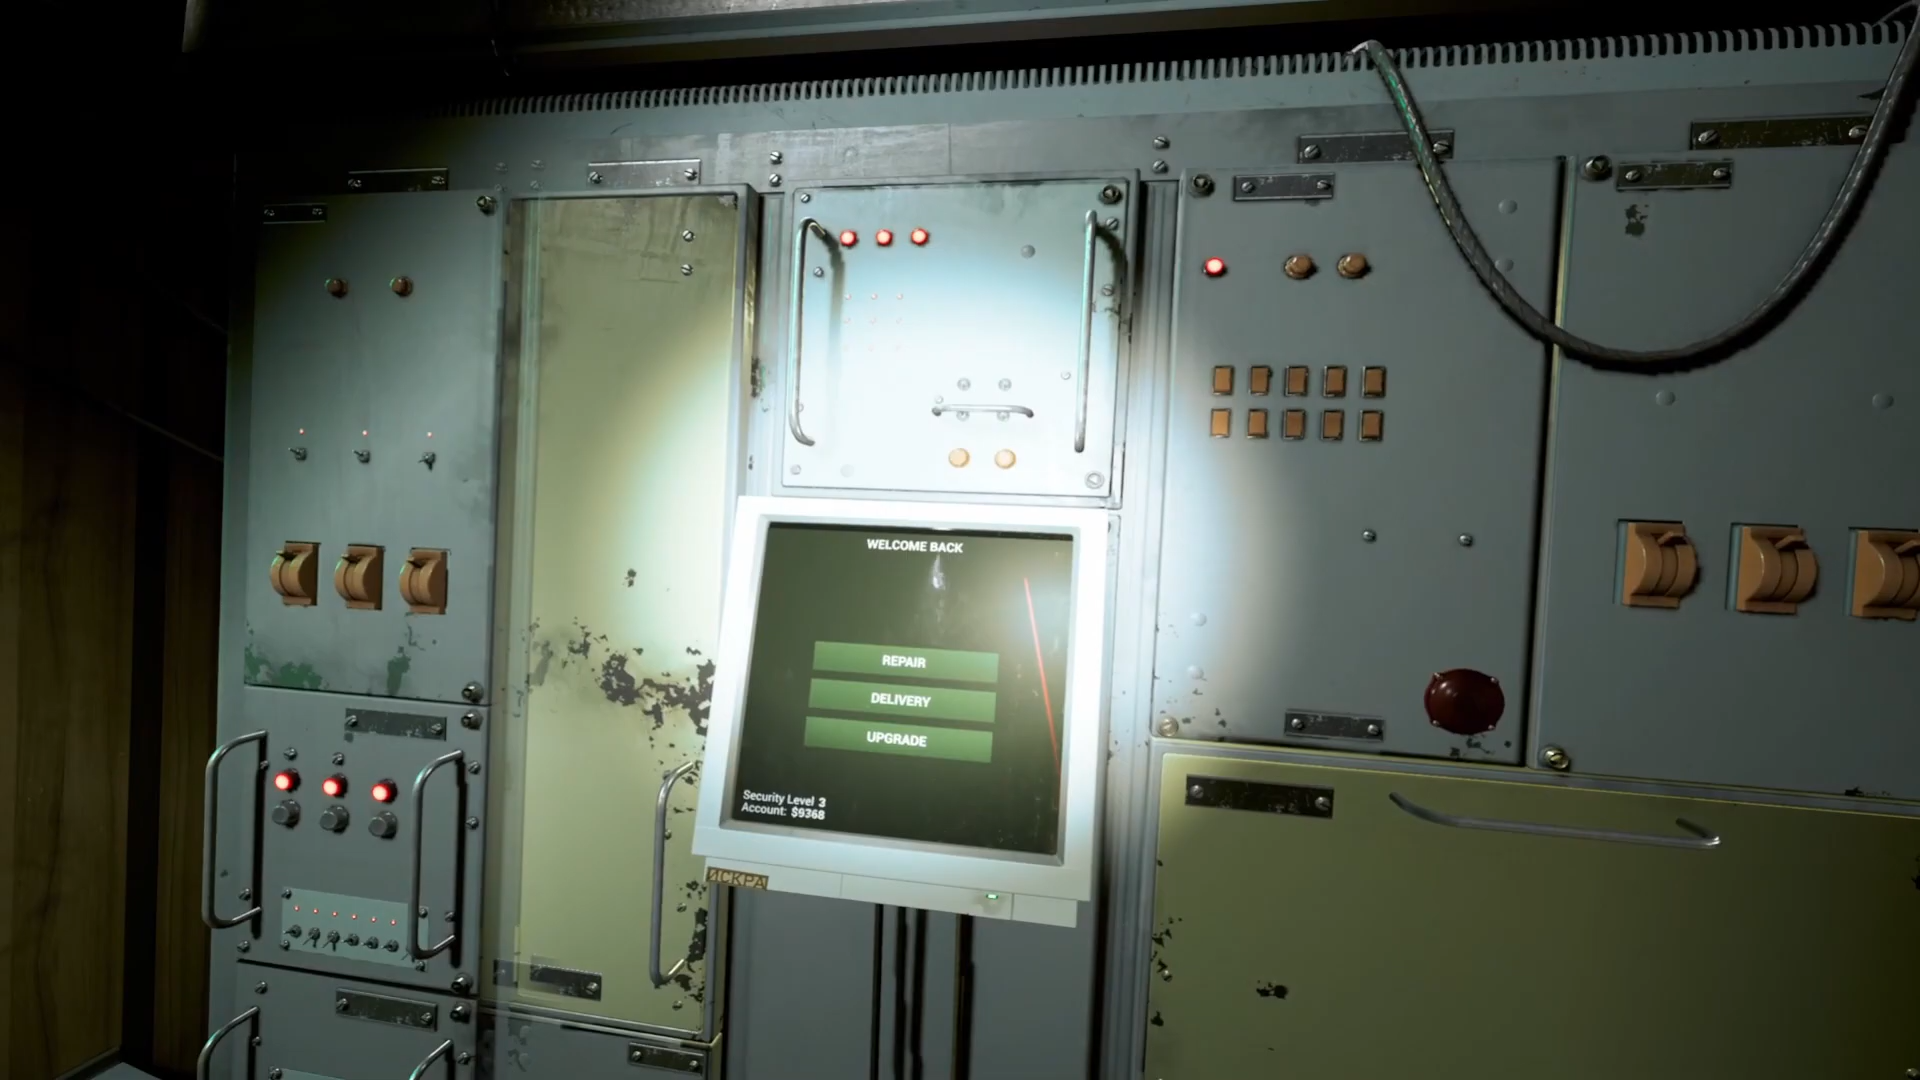 WELCOME BACK
REPAIR
DELIVERY
UPGRADE
Security Level 3
Account: $9368
ИСКРА